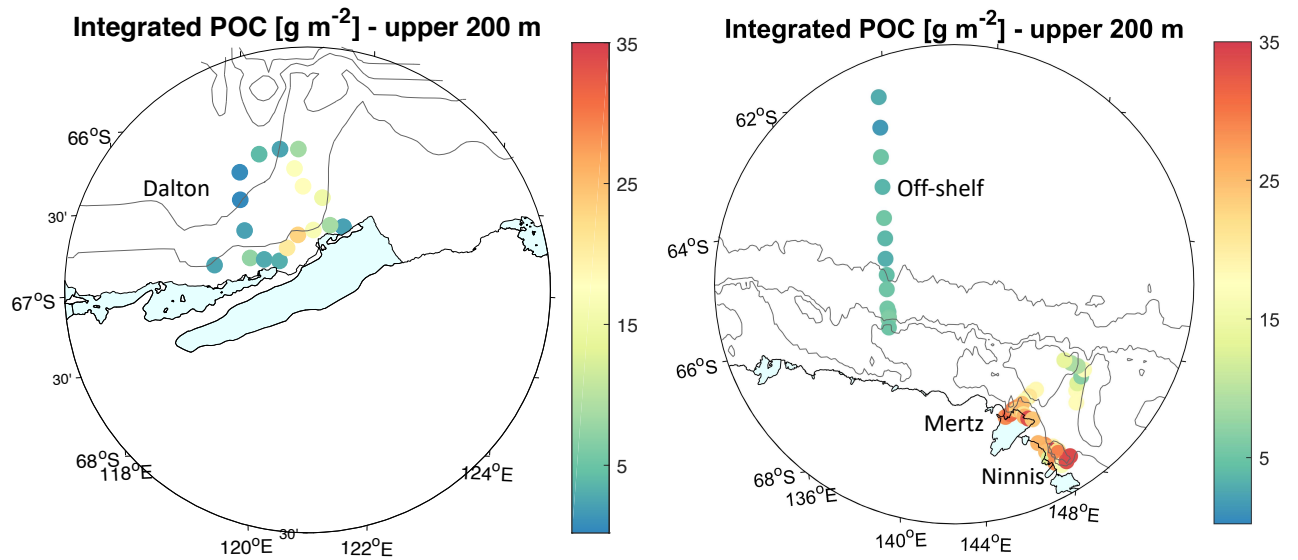 Integrated POC [g m-2] - upper 200 m
35
25
15
5
66oS
30'
67oS
30'
68oS
118oE
120oE
30'
122oE
124oE
Dalton
Integrated POC [g m-2] - upper 200 m
35
25
15
5
62oS
64oS
66oS
68oS
136oE
140oE
144oE
148oE
Off-shelf
Mertz
Ninnis